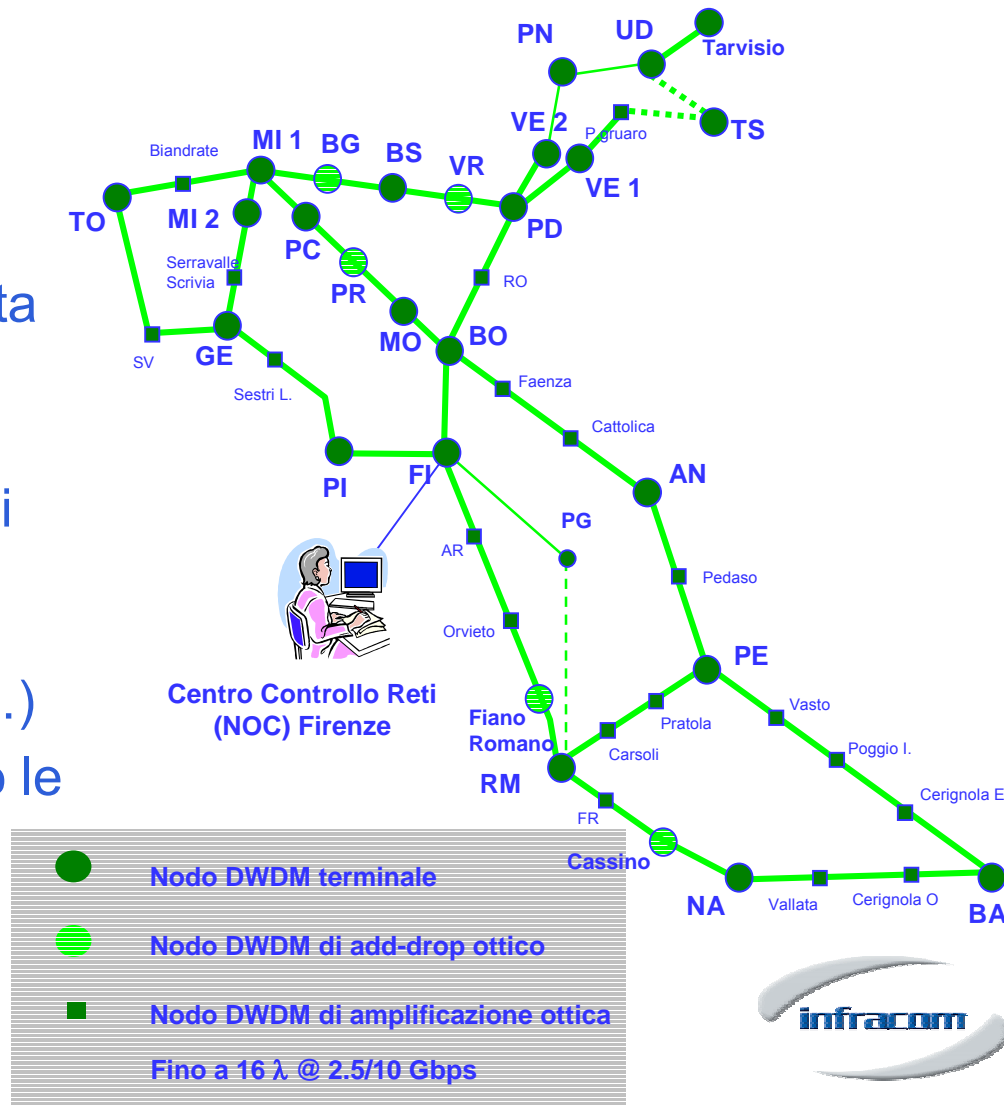 PN
UD
Tarvisio
VE 2
P.gruaro
TS
MI 1
BG
BS
VR
VE 1
Biandrate
TO
MI 2
PC
PD
Serravalle
Scrivia
PR
RO
ta
MO
BO
SV
GE
Sestri L.
Faenza
Cattolica
PI
FI
AN
i
PG
AR
Pedaso
Orvieto
PE
.)
Centro Controllo Reti
(NOC) Firenze
Fiano
Romano
Pratola
Vasto
Carsoli
Poggio I.
o le
RM
Cerignola E
FR
Cassino
NA
Vallata
Cerignola O
BA
Nodo DWDM terminale
Nodo DWDM di add-drop ottico
Nodo DWDM di amplificazione ottica
Fino a 16 λ @ 2.5/10 Gbps
infracom